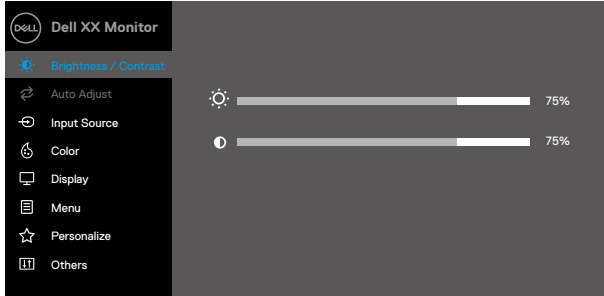 DELL
Dell XX Monitor
Brightness / Contrast
Auto Adjust
75%
Input Source
75%
Color
Display
Menu
Personalize
Others